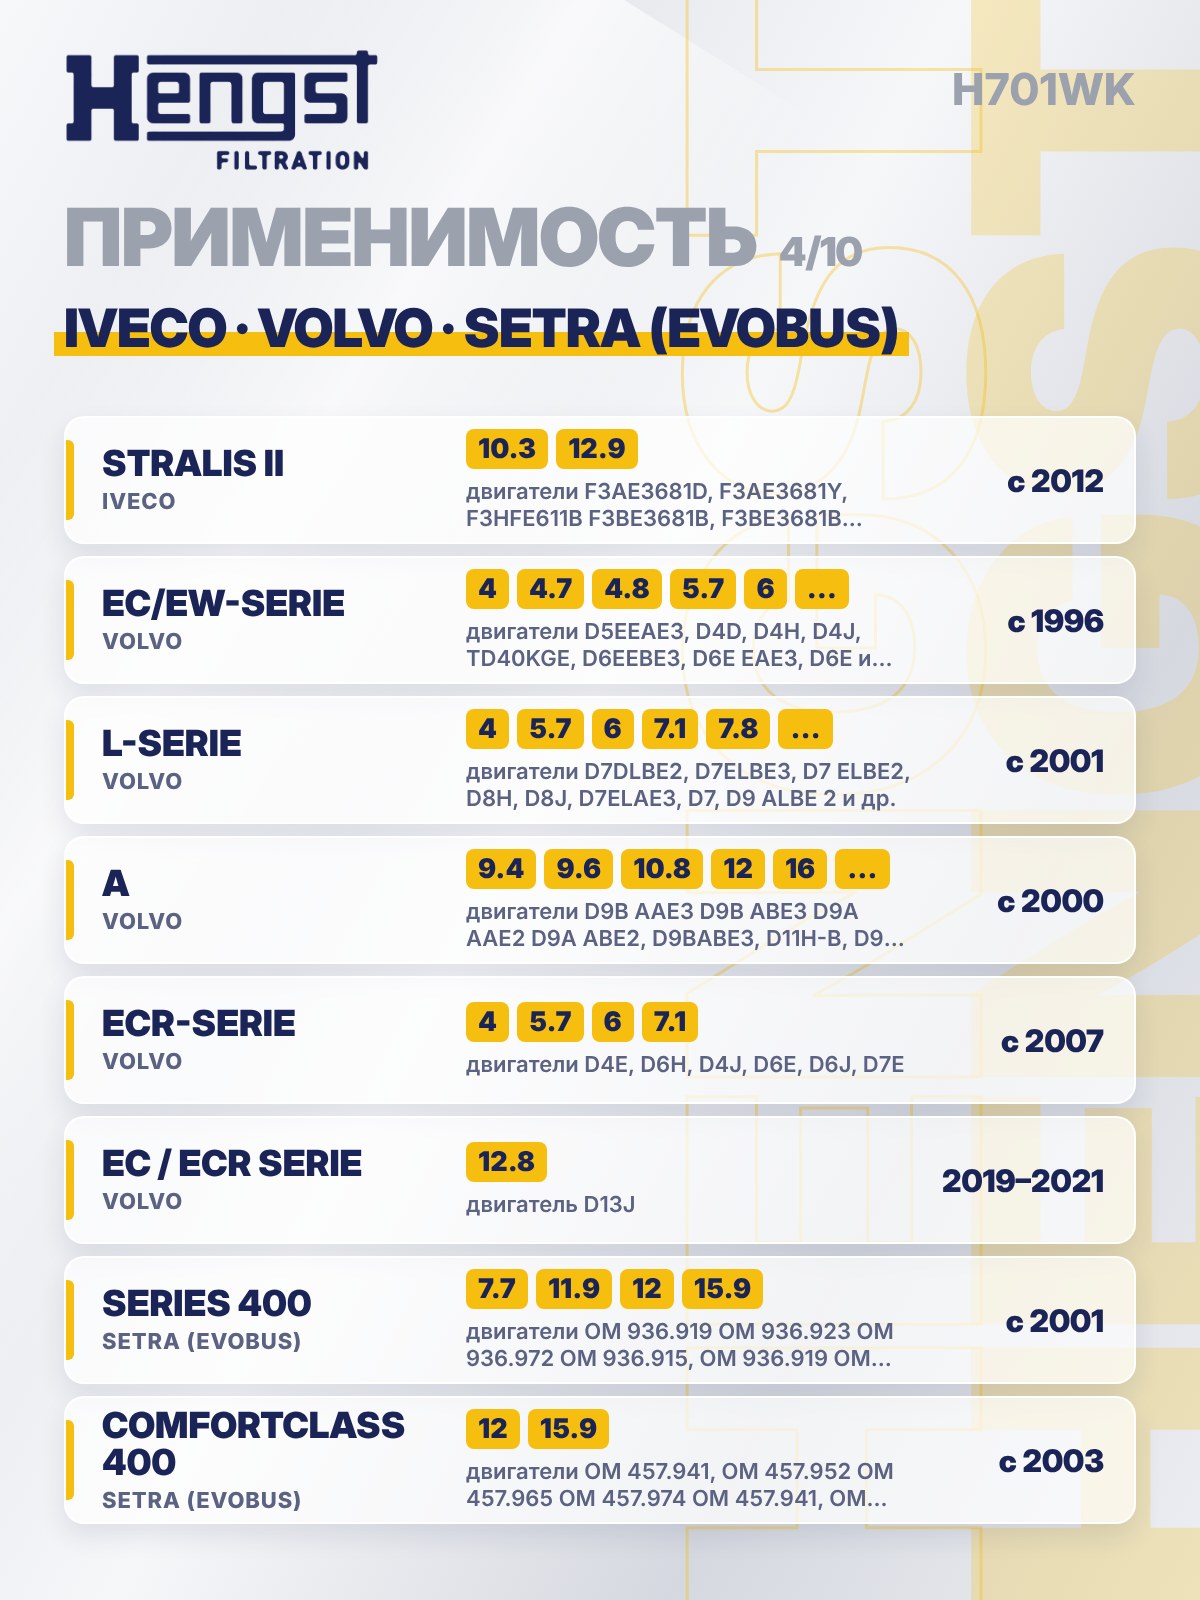 Hengst
FILTRATION
H701WK
ПРИМЕНИМОСТЬ 4/10
IVECO · VOLVO · SETRA (EVOBUS)
STRALIS II
IVECO
10.3 12.9
двигатели F3AE3681D, F3AE3681Y,
F3HFE611B F3BE3681B, F3BE3681B...
с 2012
EC/EW-SERIE
VOLVO
4 4.7 4.8 5.7 6 ...
двигатели D5EEAE3, D4D, D4H, D4J,
TD40KGE, D6EEBE3, D6E EAE3, D6E и...
с 1996
L-SERIE
VOLVO
4 5.7 6 7.1 7.8 ...
двигатели D7DLBE2, D7ELBE3, D7 ELBE2,
D8H, D8J, D7ELAE3, D7, D9 ALBE 2 и др.
с 2001
A
VOLVO
9.4 9.6 10.8 12 16 ...
двигатели D9B AAE3 D9B ABE3 D9A
AAE2 D9A ABE2, D9BABE3, D11H-B, D9...
с 2000
ECR-SERIE
VOLVO
4 5.7 6 7.1
двигатели D4E, D6H, D4J, D6E, D6J, D7E
с 2007
EC / ECR SERIE
VOLVO
12.8
двигатель D13J
2019–2021
SERIES 400
SETRA (EVOBUS)
7.7 11.9 12 15.9
двигатели OM 936.919 OM 936.923 OM
936.972 OM 936.915, OM 936.919 OM...
с 2001
COMFORTCLASS
400
SETRA (EVOBUS)
12 15.9
двигатели OM 457.941, OM 457.952 OM
457.965 OM 457.974 OM 457.941, OM...
с 2003
HENGST
HENGST